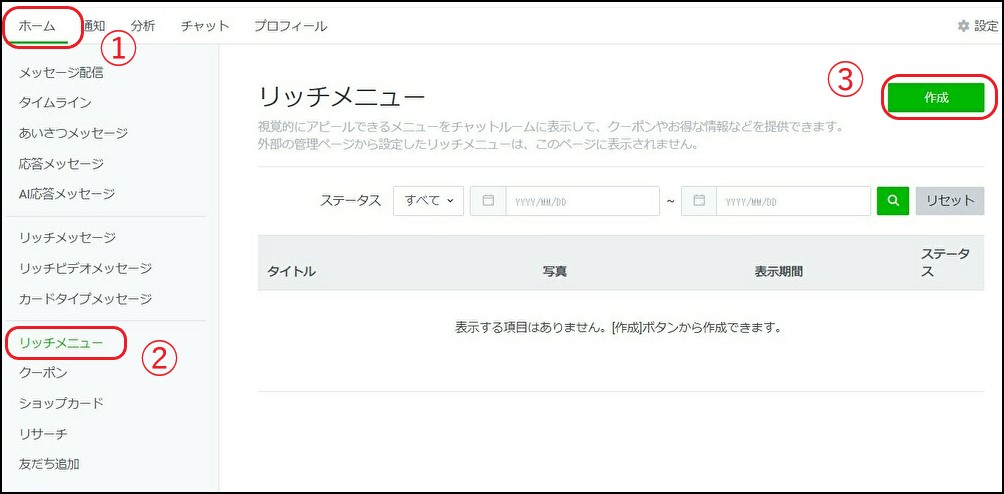 ホーム 通知 分析 チャット プロフィール 設定
①
メッセージ配信
タイムライン
あいさつメッセージ
応答メッセージ
AI応答メッセージ
リッチメッセージ
リッチビデオメッセージ
カードタイプメッセージ
リッチメニュー
②
クーポン
ショップカード
リサーチ
友だち追加
リッチメニュー
③
作成
視覚的にアピールできるメニューをチャットルームに表示して、クーポンやお得な情報などを提供できます。
外部の管理ページから設定したリッチメニューは、このページに表示されません。
ステータス すべて YYYY/MM/DD ~ YYYY/MM/DD リセット
タイトル 写真 表示期間 ステータ
ス
表示する項目はありません。[作成]ボタンから作成できます。